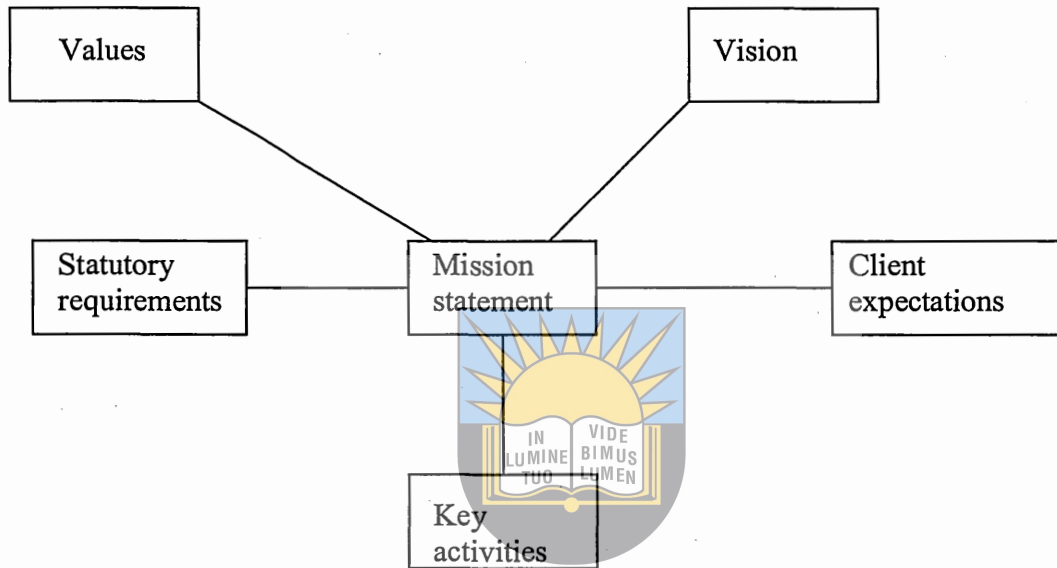 Values
Vision
Statutory
requirements
Mission
statement
Client
expectations
IN
LUMINE
TUO
VIDE
BIMUS
LUMEN
Key
activities